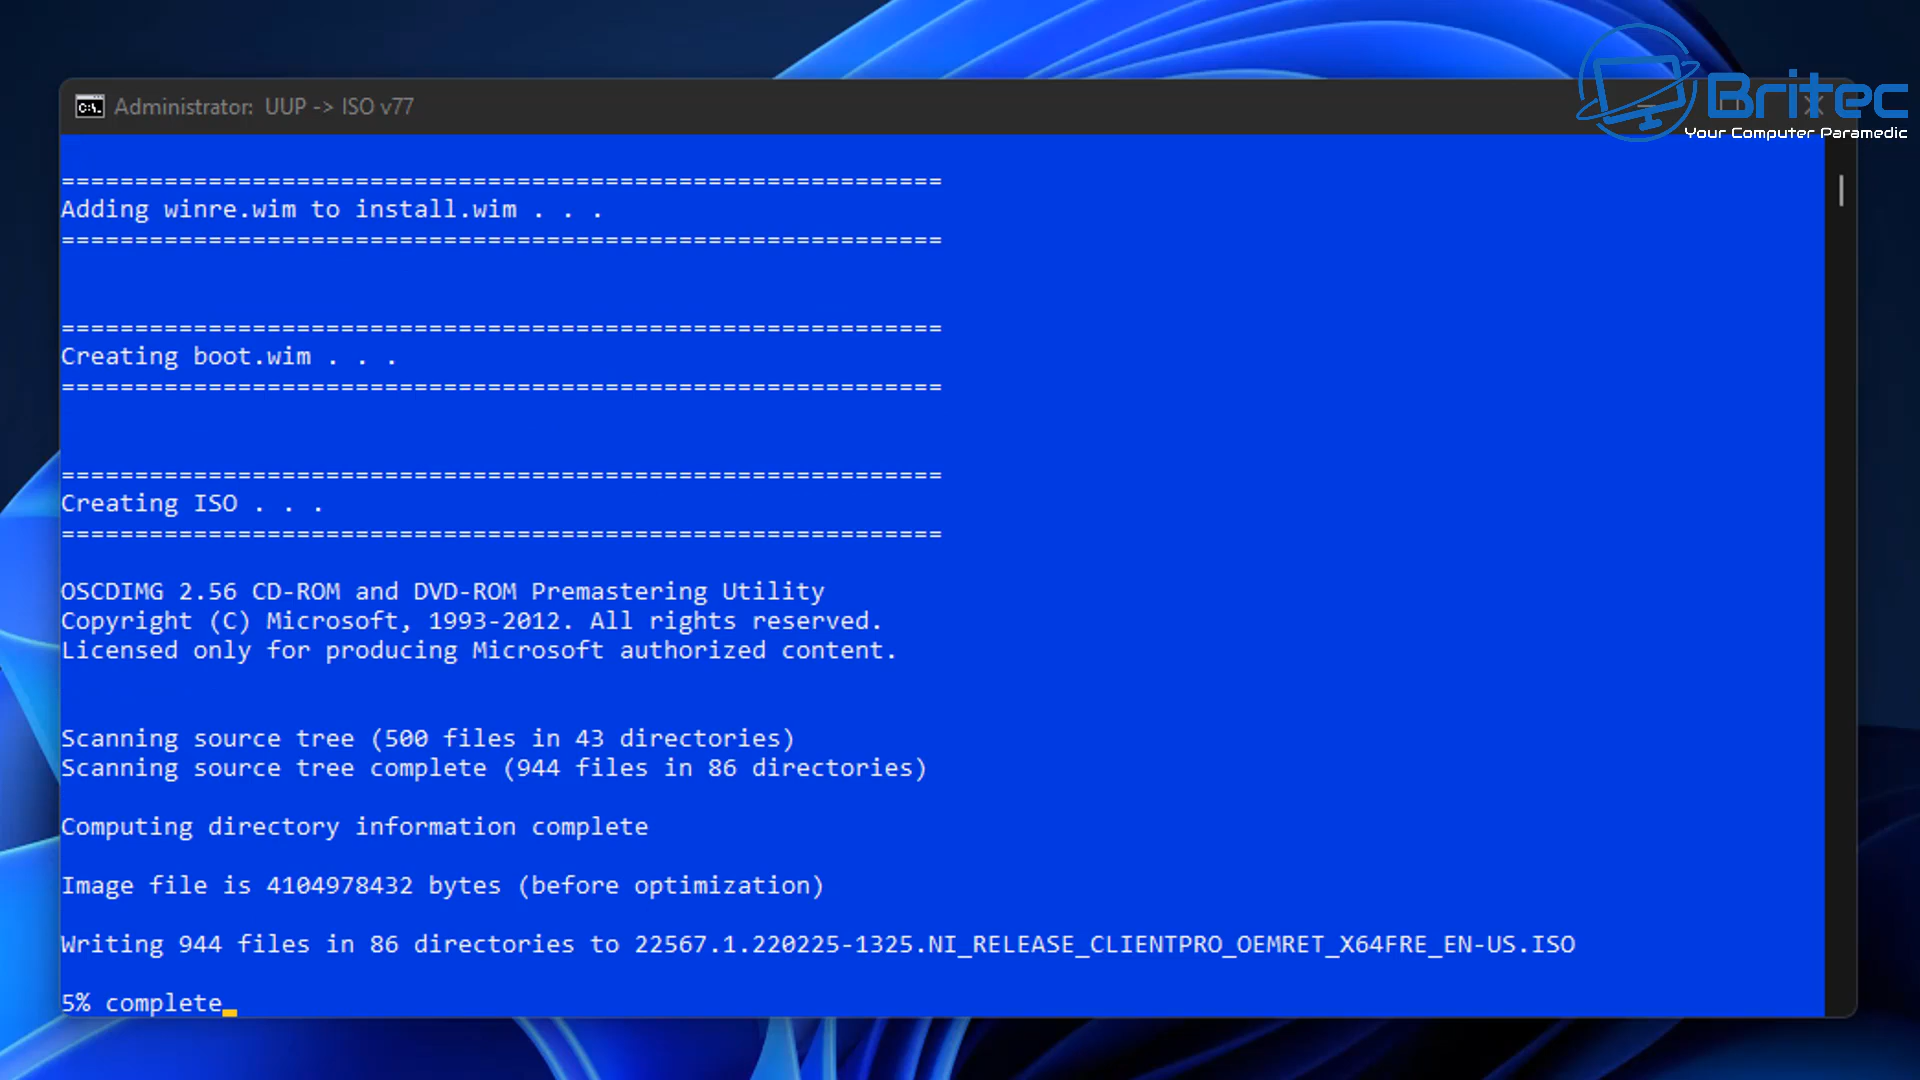 Britec
Your Computer Paramedic
Administrator: UUP -> ISO v77
============================================================
Adding winre.wim to install.wim . . .
============================================================
============================================================
Creating boot.wim . . .
============================================================
============================================================
Creating ISO . . .
============================================================
OSCDIMG 2.56 CD-ROM and DVD-ROM Premastering Utility
Copyright (C) Microsoft, 1993-2012. All rights reserved.
Licensed only for producing Microsoft authorized content.
Scanning source tree (500 files in 43 directories)
Scanning source tree complete (944 files in 86 directories)
Computing directory information complete
Image file is 4104978432 bytes (before optimization)
Writing 944 files in 86 directories to 22567.1.220225-1325.NI_RELEASE_CLIENTPRO_OEMRET_X64FRE_EN-US.ISO
5% complete